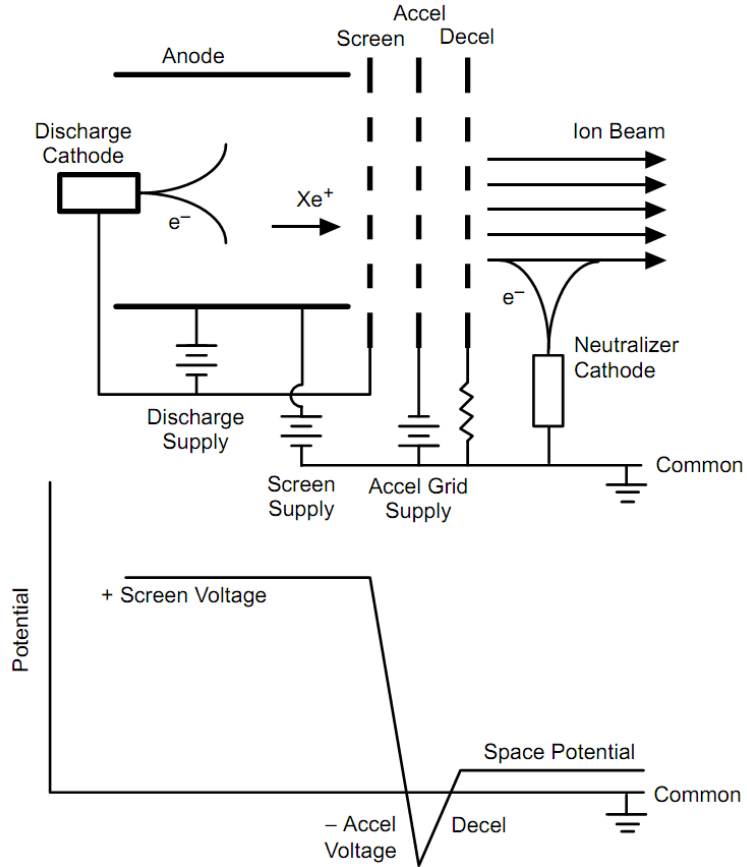 Accel
Screen
Decel
Anode
Discharge
Cathode
Ion Beam
Xe+
e–
e–
Neutralizer
Cathode
Discharge
Supply
Common
Screen
Supply
Accel Grid
Supply
Potential
+ Screen Voltage
Space Potential
Common
– Accel
Voltage
Decel